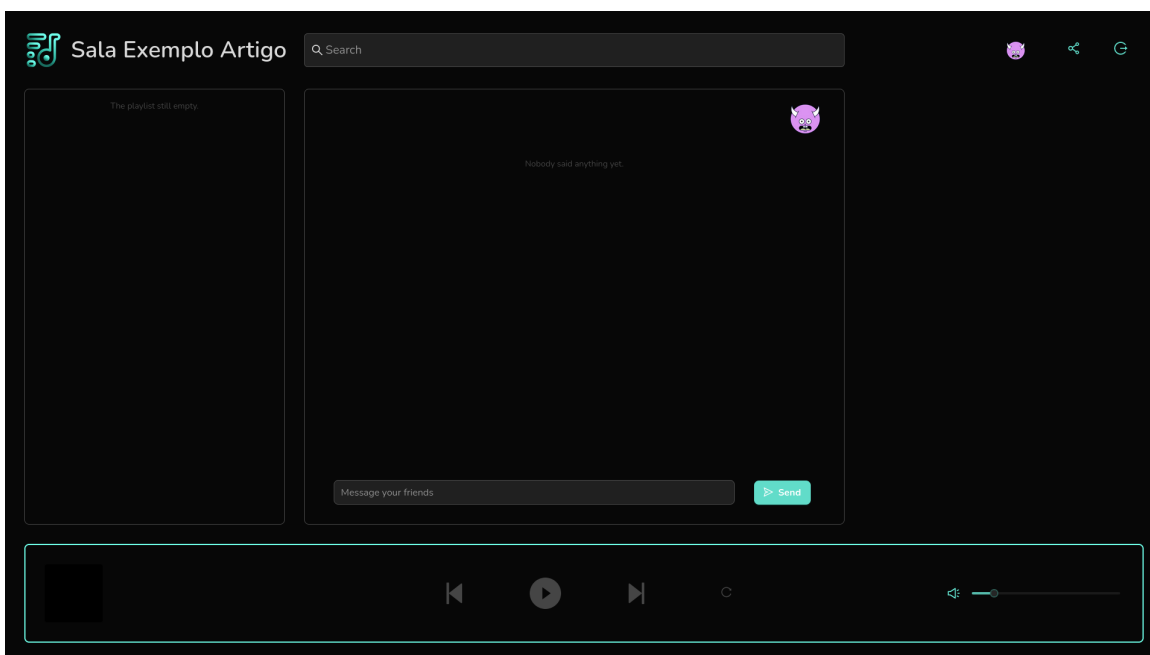 Sala Exemplo Artigo
Search
The playlist still empty.
Nobody said anything yet.
Message your friends
Send